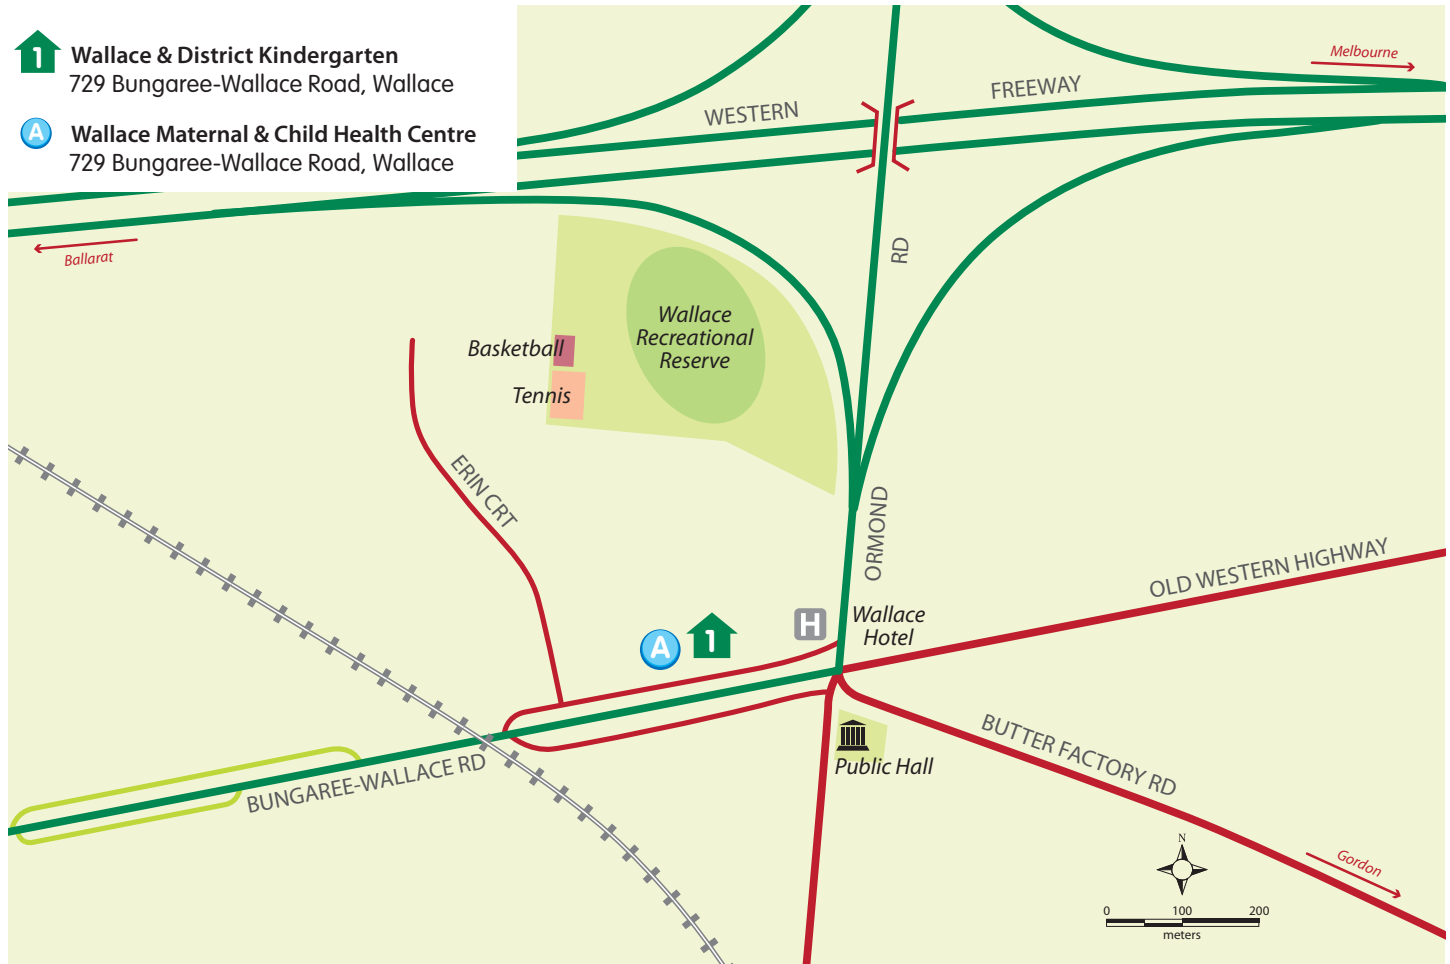 1
Wallace & District Kindergarten
729 Bungaree-Wallace Road, Wallace
A
Wallace Maternal & Child Health Centre
729 Bungaree-Wallace Road, Wallace
Melbourne
FREEWAY
WESTERN
Ballarat
RD
Wallace
Recreational
Reserve
Basketball
Tennis
ERIN CRT
ORMOND
OLD WESTERN HIGHWAY
H
Wallace
Hotel
A
1
BUNGAREE-WALLACE RD
Public Hall
BUTTER FACTORY RD
Gordon
N
0 100 200
meters